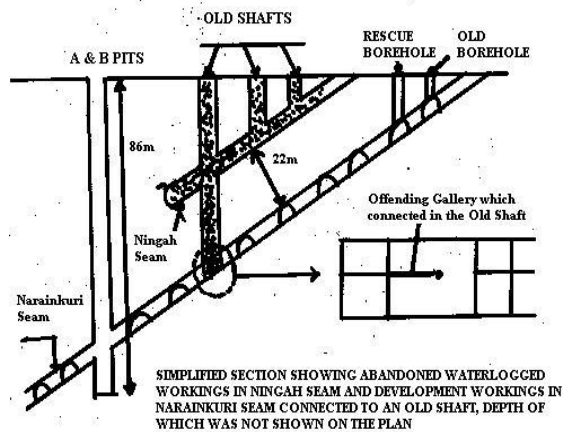 OLD SHAFTS
A & B PITS
RESCUE
BOREHOLE
OLD
BOREHOLE
86m
22m
Ningah
Seam
Offending Gallery which
connected in the Old Shaft
Narainkuri
Seam
SIMPLIFIED SECTION SHOWING ABANDONED WATERLOGGED
WORKINGS IN NINGAH SEAM AND DEVELOPMENT WORKINGS IN
NARAINKURI SEAM CONNECTED TO AN OLD SHAFT, DEPTH OF
WHICH WAS NOT SHOWN ON THE PLAN